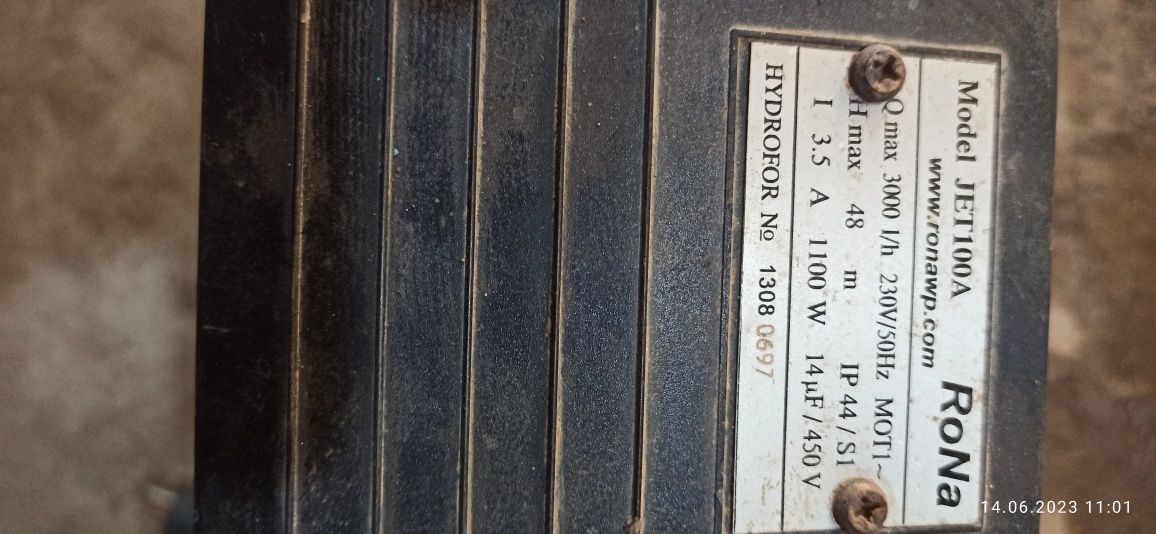 Model JET100A RoNa
www.ronawp.com
Q max 3000 l/h 230V/50Hz MOT1~
H max 48 m IP 44 / S1
I 3.5 A 1100 W 14µF / 450 V
HYDROFOR № 1308 0697
14.06.2023 11:01